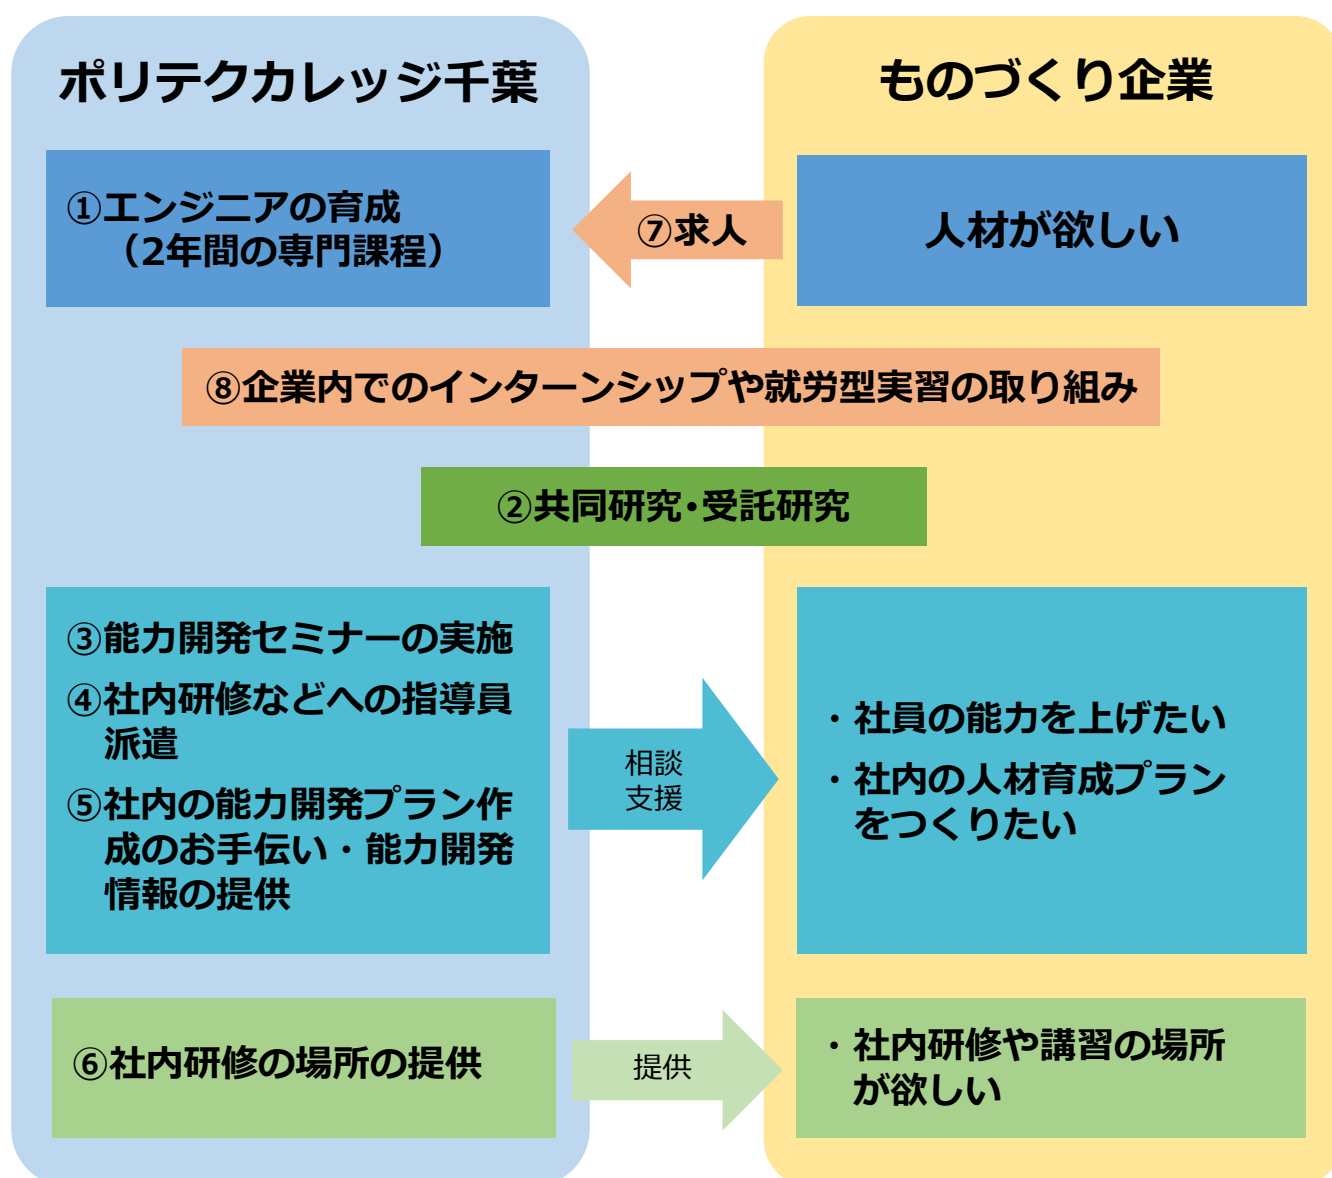 ポリテクカレッジ千葉
ものづくり企業
①エンジニアの育成
（2年間の専門課程）
⑦求人
人材が欲しい
⑧企業内でのインターンシップや就労型実習の取り組み
②共同研究・受託研究
③能力開発セミナーの実施
④社内研修などへの指導員
派遣
⑤社内の能力開発プラン作
成のお手伝い・能力開発
情報の提供
相談
支援
・社員の能力を上げたい
・社内の人材育成プラン
をつくりたい
⑥社内研修の場所の提供
提供
・社内研修や講習の場所
が欲しい